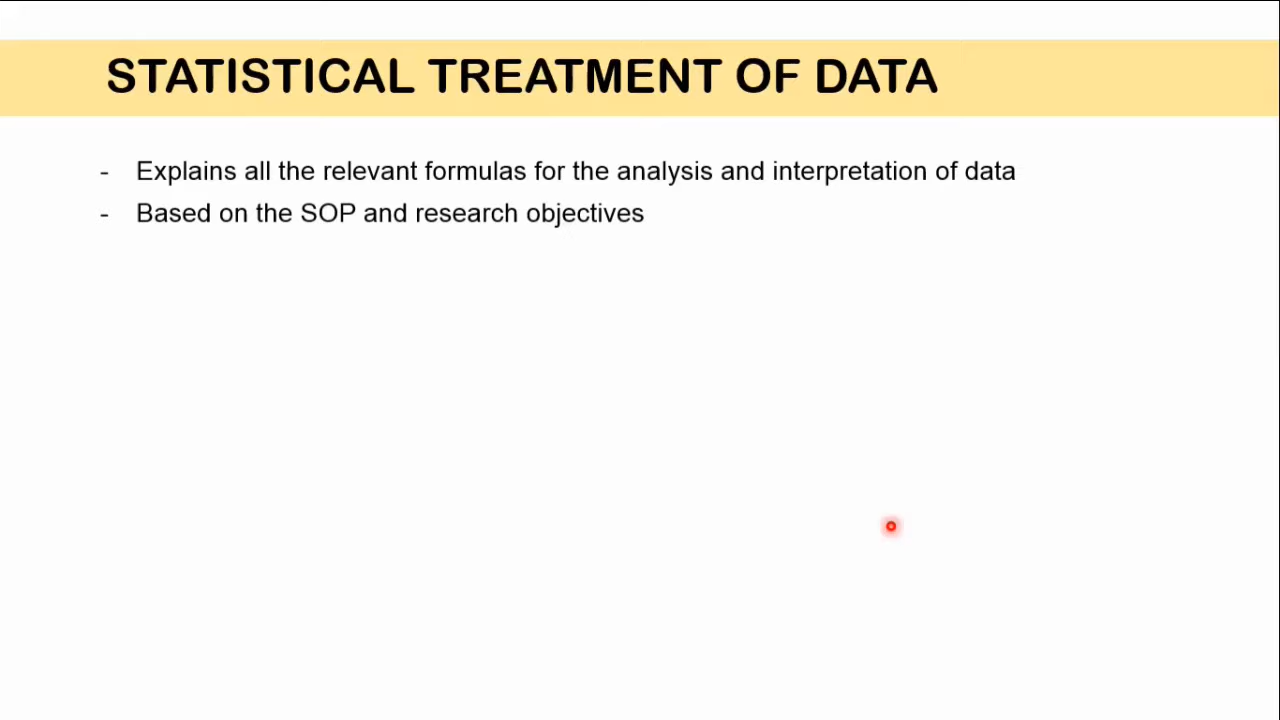 STATISTICAL TREATMENT OF DATA
- Explains all the relevant formulas for the analysis and interpretation of data
- Based on the SOP and research objectives